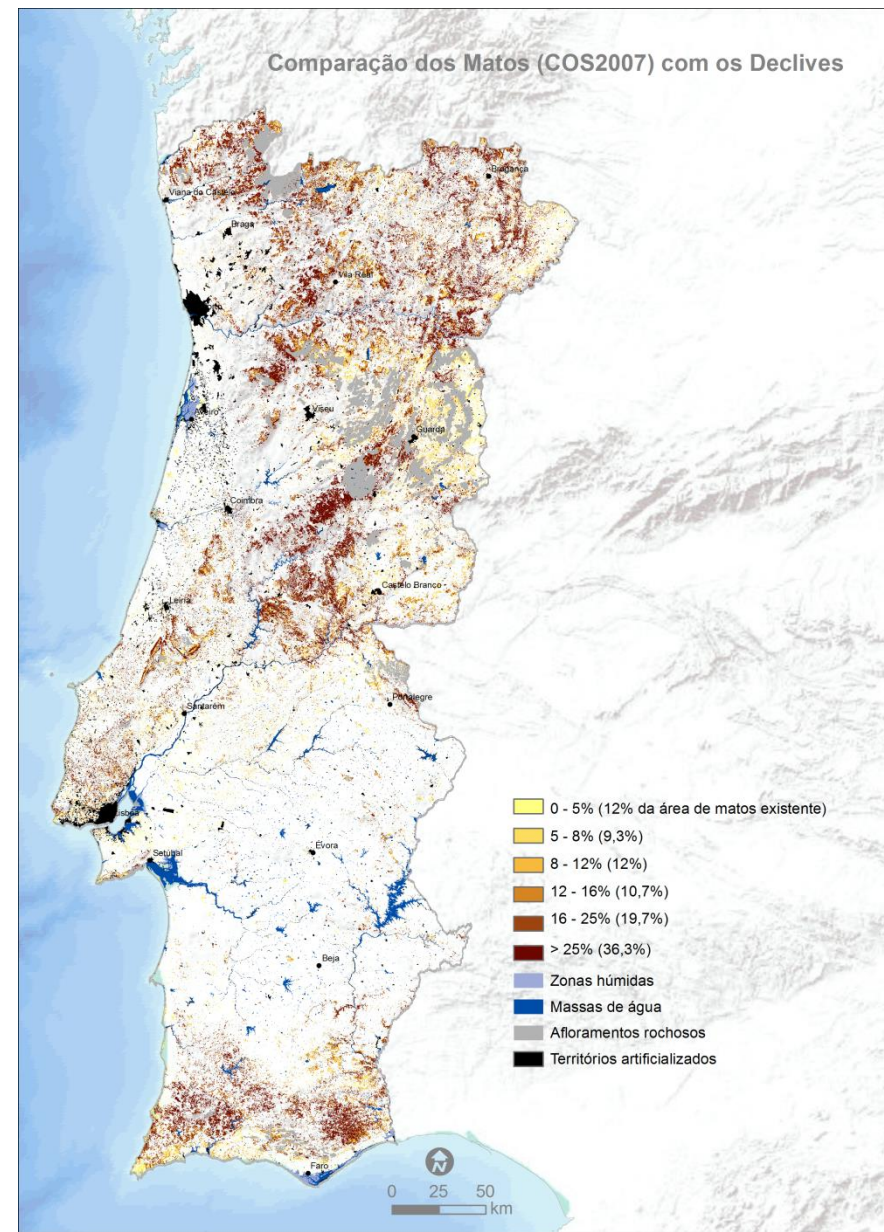 Comparação dos Matos (COS2007) com os Declives
Bragança
Viana do Castelo
Braga
Vila Real
Aveiro
Viseu
Guarda
Coimbra
Castelo Branco
Leiria
Portalegre
Santarém
Lisboa
Setúbal
Évora
Beja
Faro
0 - 5% (12% da área de matos existente)
5 - 8% (9,3%)
8 - 12% (12%)
12 - 16% (10,7%)
16 - 25% (19,7%)
> 25% (36,3%)
Zonas húmidas
Massas de água
Afloramentos rochosos
Territórios artificializados
N
0 25 50
km